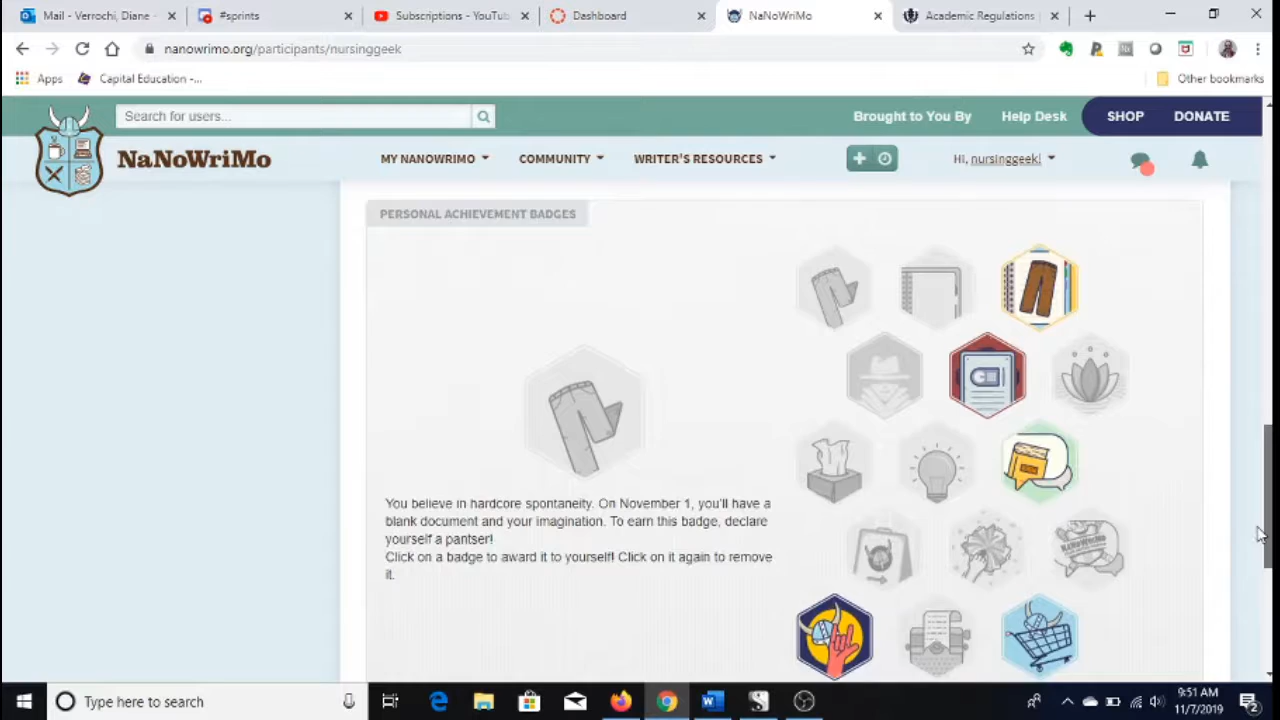 Mail - Verrochi, Diane -
#sprints
Subscriptions - YouTub
Dashboard
NaNoWriMo
Academic Regulations
nanowrimo.org/participants/nursinggeek
Apps
Capital Education -...
Other bookmarks
Search for users...
Brought to You By
Help Desk
SHOP
DONATE
NaNoWriMo
MY NANOWRIMO
COMMUNITY
WRITER'S RESOURCES
Hi, nursinggeek!
PERSONAL ACHIEVEMENT BADGES
You believe in hardcore spontaneity. On November 1, you'll have a
blank document and your imagination. To earn this badge, declare
yourself a pantser!
Click on a badge to award it to yourself! Click on it again to remove
it.
NaNoWriMo
Type here to search
9:51 AM
11/7/2019
2